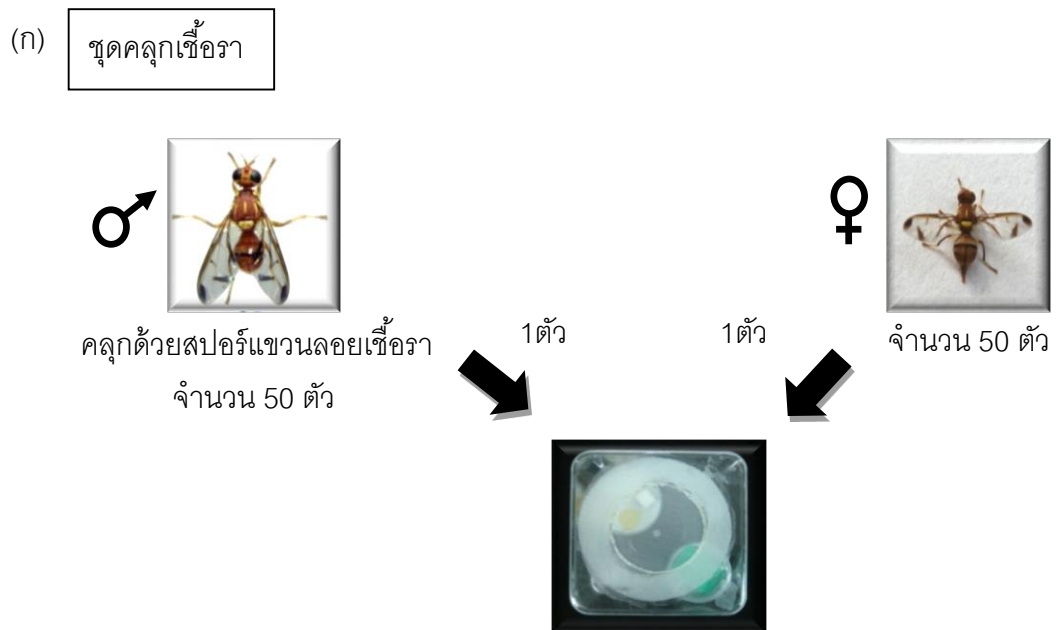 (ก) ชุดคลุกเชื้อรา
♂ ♀
คลุกด้วยสปอร์แขวนลอยเชื้อรา 1ตัว 1ตัว จำนวน 50 ตัว
จำนวน 50 ตัว